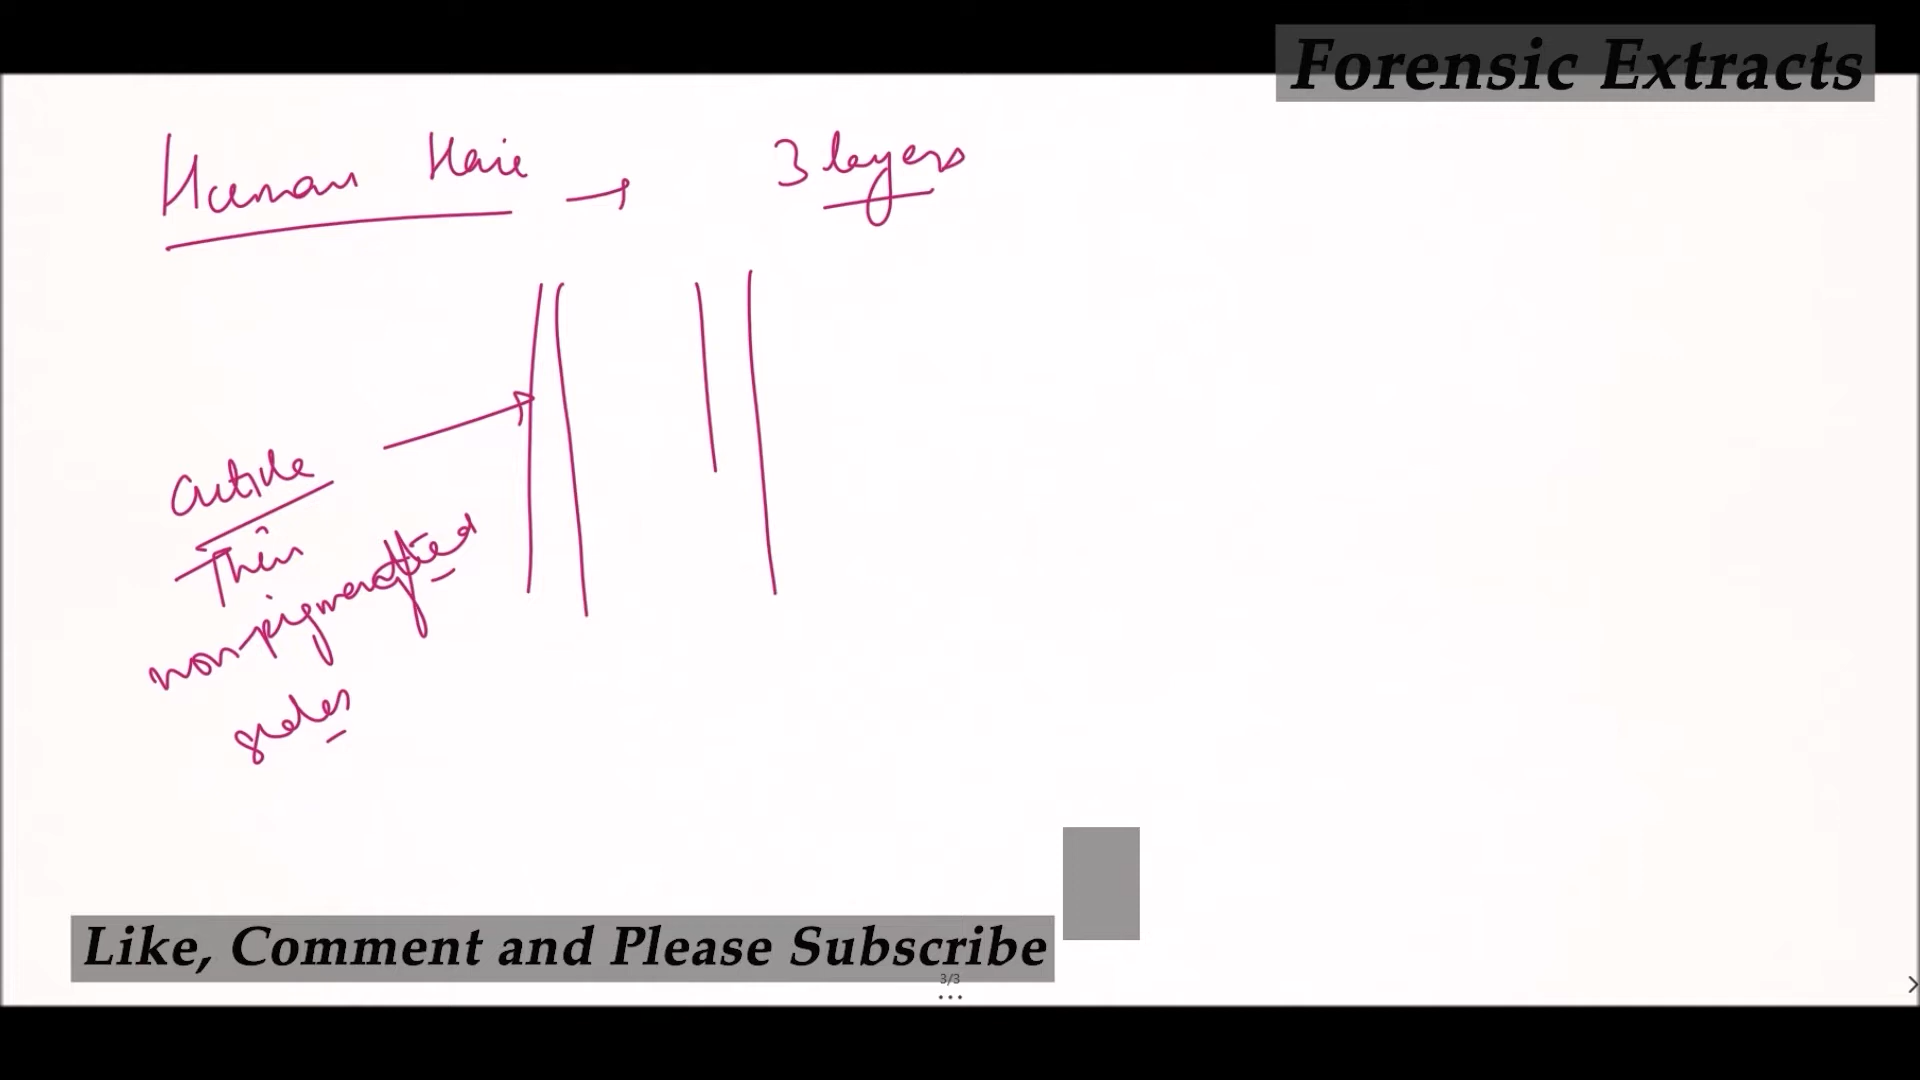 Forensic Extracts
Human Hair → 3 layers
cuticle
Thin
non-pigmented
scales
Like, Comment and Please Subscribe
3/3